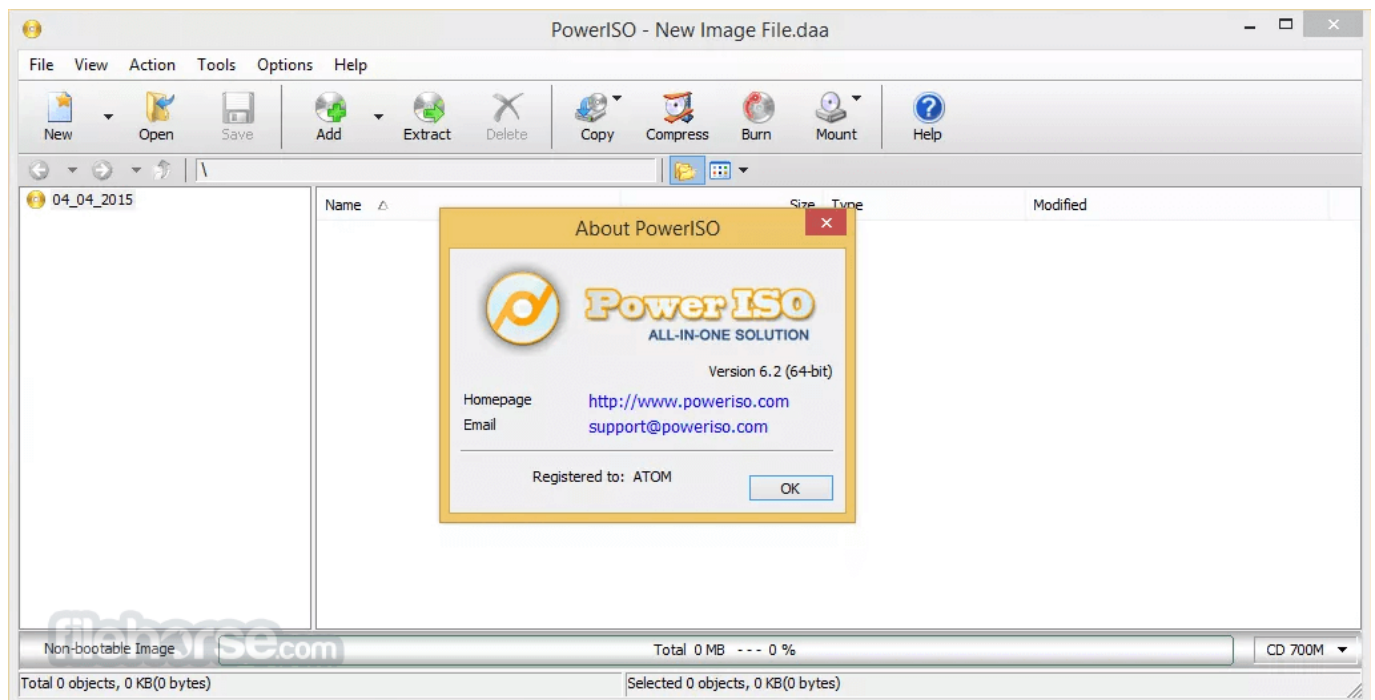 PowerISO - New Image File.daa
File View Action Tools Options Help
New Open Save Add Extract Delete Copy Compress Burn Mount Help
\
04_04_2015
Name Size Type Modified
About PowerISO
Power ISO
ALL-IN-ONE SOLUTION
Version 6.2 (64-bit)
Homepage http://www.poweriso.com
Email support@poweriso.com
Registered to: ATOM
OK
filehorse.com
Non-bootable Image Total 0 MB --- 0 % CD 700M
Total 0 objects, 0 KB(0 bytes) Selected 0 objects, 0 KB(0 bytes)